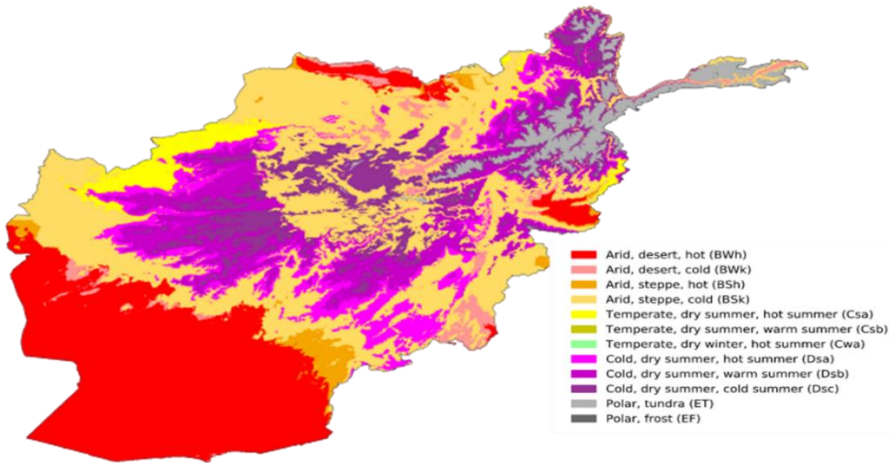 Arid, desert, hot (BWh)
Arid, desert, cold (BWk)
Arid, steppe, hot (BSh)
Arid, steppe, cold (BSk)
Temperate, dry summer, hot summer (Csa)
Temperate, dry summer, warm summer (Csb)
Temperate, dry winter, hot summer (Cwa)
Cold, dry summer, hot summer (Dsa)
Cold, dry summer, warm summer (Dsb)
Cold, dry summer, cold summer (Dsc)
Polar, tundra (ET)
Polar, frost (EF)